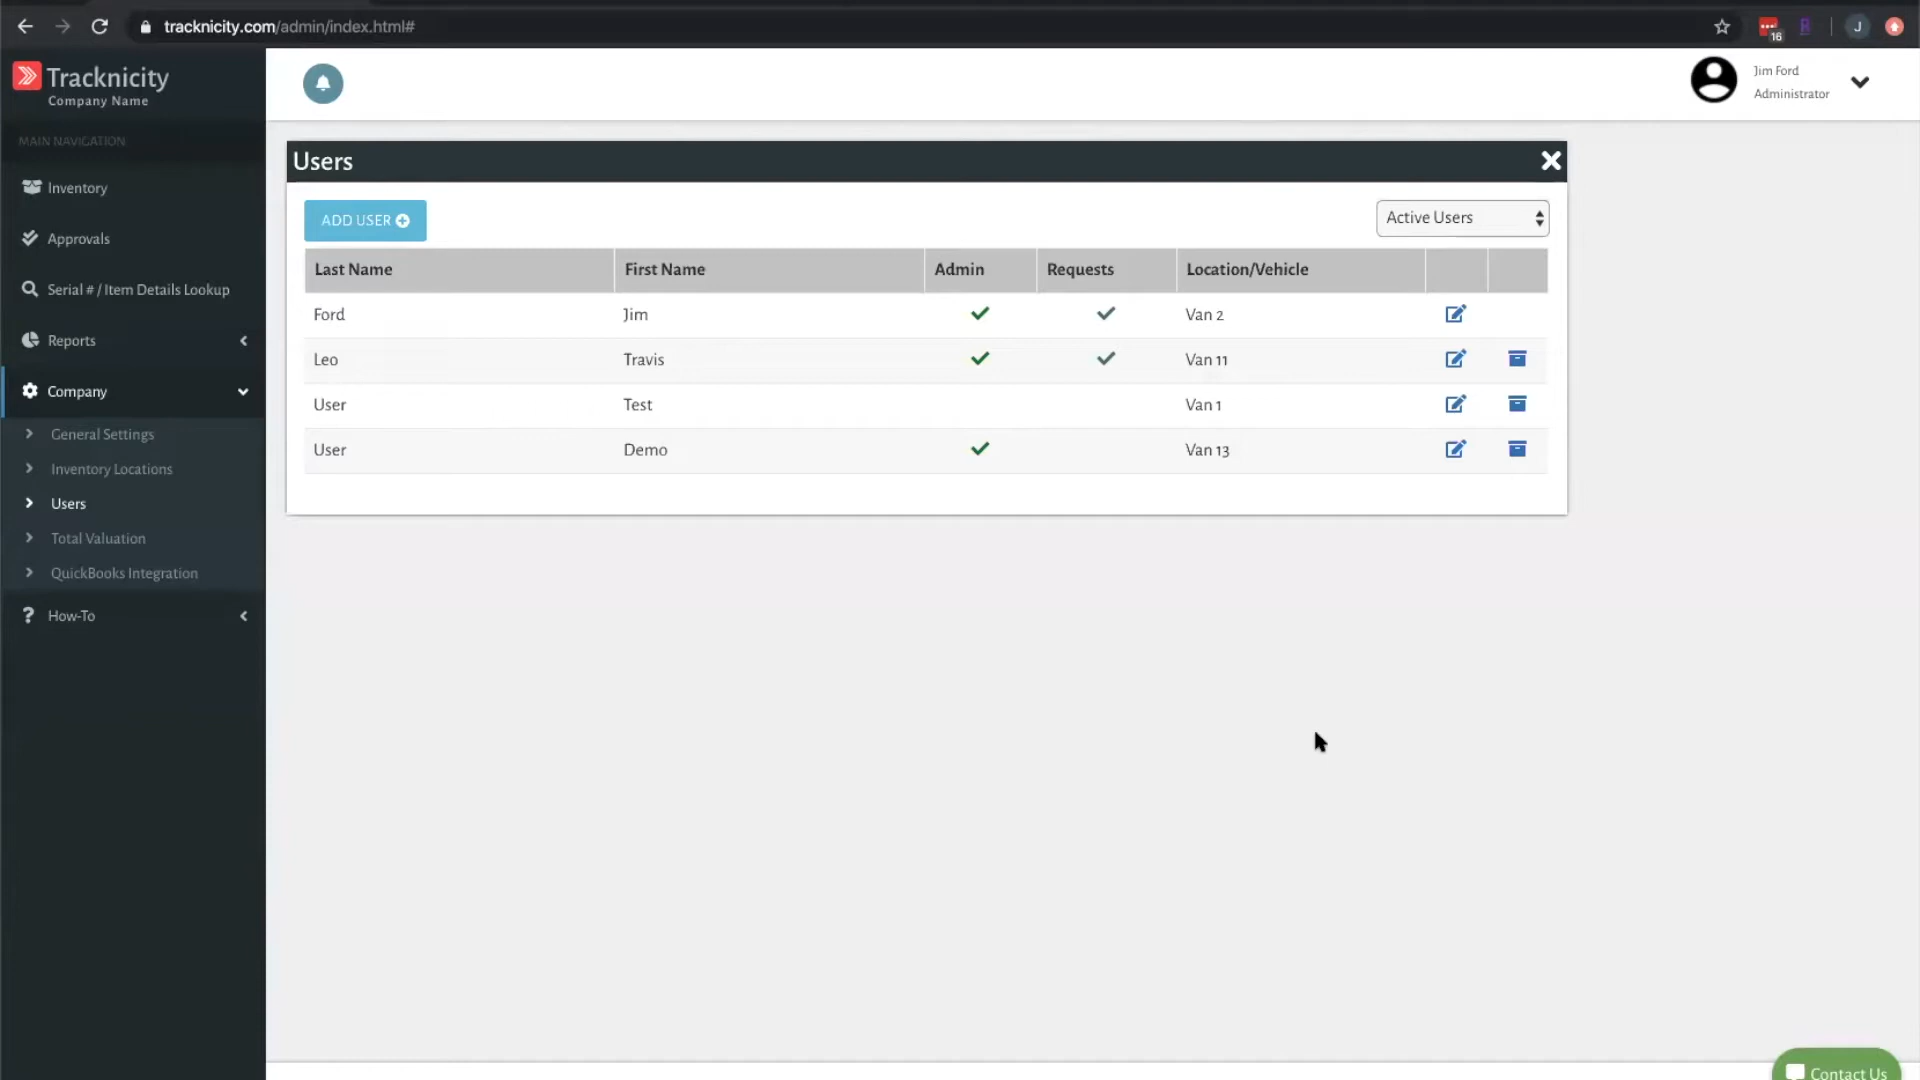 tracknicity.com/admin/index.html#
16
J
Tracknicity
Company Name
Jim Ford
Administrator
MAIN NAVIGATION
Inventory
Approvals
Serial # / Item Details Lookup
Reports
Company
General Settings
Inventory Locations
Users
Total Valuation
QuickBooks Integration
How-To
Users
ADD USER
Active Users
Last Name First Name Admin Requests Location/Vehicle
Ford Jim Van 2
Leo Travis Van 11
User Test Van 1
User Demo Van 13
Contact Us